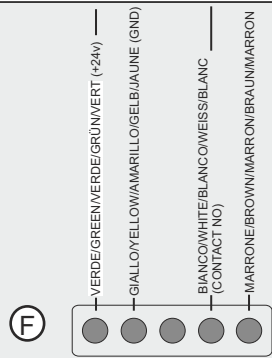 VERDE/GREEN/VERDE/GRÜN/VERT (+24v)
GIALLO/YELLOW/AMARILLO/GELB/JAUNE (GND)
BIANCO/WHITE/BLANCO/WEISS/BLANC
(CONTACT NO)
MARRONE/BROWN/MARRON/BRAUN/MARRON
F